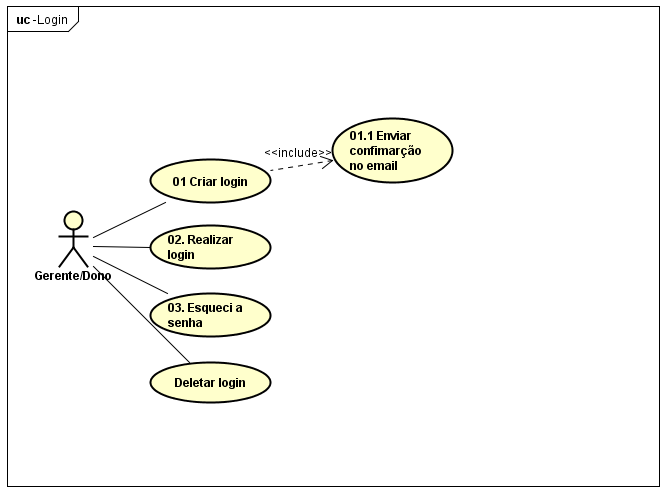 uc -Login
01.1 Enviar
confimarção
no email
<<include>>
01 Criar login
02. Realizar
login
Gerente/Dono
03. Esqueci a
senha
Deletar login